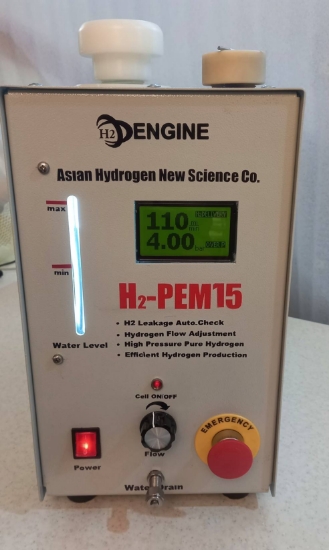 H2
ENGINE
Asıan Hydrogen New Science Co.
max
110
4.00
min
H₂-PEM15
• H2 Leakage Auto.Check
• Hydrogen Flow Adjustment
• High Pressure Pure Hydrogen
• Efficient Hydrogen Production
Water Level
Cell ON/OFF
EMERGENCY
Flow
Power
Water Drain